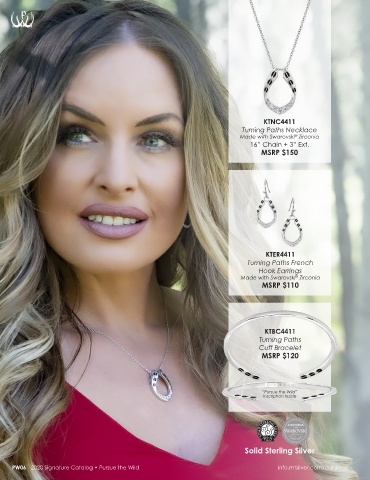 KTNC4411
Turning Paths Necklace
Made with Swarovski® Zirconia
16" Chain + 3" Ext.
MSRP $150
KTER4411
Turning Paths French
Hook Earrings
Made with Swarovski® Zirconia
MSRP $110
KTBC4411
Turning Paths
Cuff Bracelet
MSRP $120
"Pursue the Wild"
Solid Sterling Silver
PW06 2020 Signature Catalog • Pursue the Wild